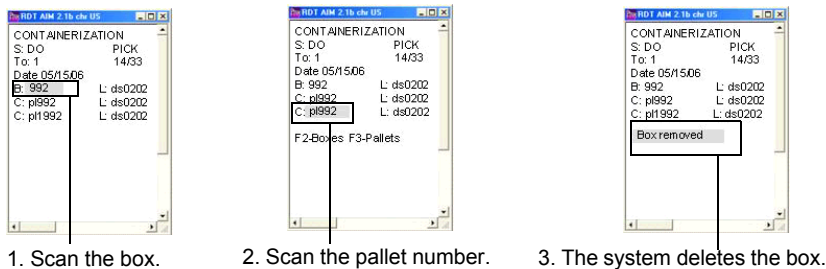 RDT AIM 2.1b chr US
CONTAINERIZATION
S: DO PICK
To: 1 14/33
Date 05/15/06
B: 992 L: ds0202
C: pl992 L: ds0202
C: pl1992 L: ds0202
1. Scan the box.
RDT AIM 2.1b chr US
CONTAINERIZATION
S: DO PICK
To: 1 14/33
Date 05/15/06
B: 992 L: ds0202
C: pl992 L: ds0202
C: pl992 L: ds0202
F2-Boxes F3-Pallets
2. Scan the pallet number.
RDT AIM 2.1b chr US
CONTAINERIZATION
S: DO PICK
To: 1 14/33
Date 05/15/06
B: 992 L: ds0202
C: pl992 L: ds0202
C: pl1992 L: ds0202
Box removed
3. The system deletes the box.